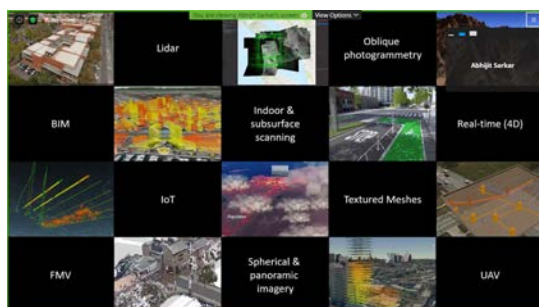 You are viewing Abhijit Sarkar's screen
View Options
Lidar
Oblique
photogrammetry
Abhijit Sarkar
BIM
Indoor &
subsurface
scanning
Real-time (4D)
IoT
Textured Meshes
FMV
Spherical &
panoramic
imagery
UAV